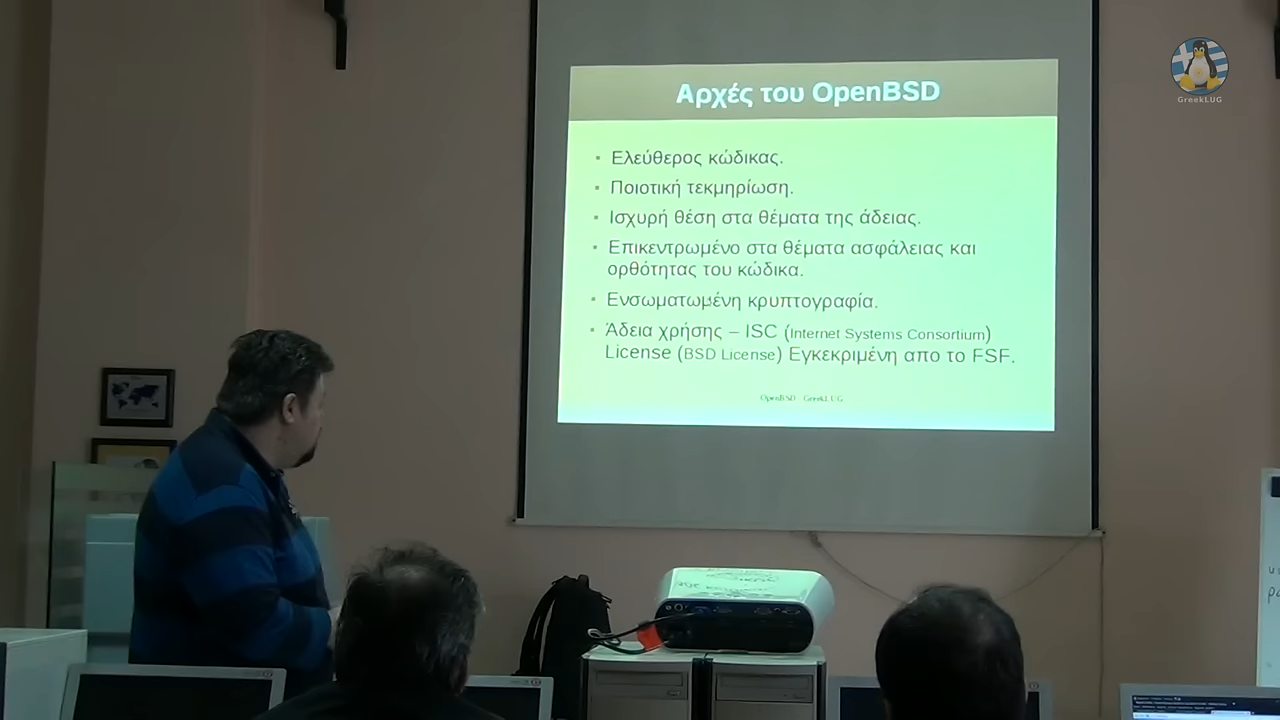 Αρχές του OpenBSD
Ελεύθερος κώδικας.
Ποιοτική τεκμηρίωση.
Ισχυρή θέση στα θέματα της άδειας.
Επικεντρωμένο στα θέματα ασφάλειας και
ορθότητας του κώδικα.
Ενσωματωμένη κρυπτογραφία.
Άδεια χρήσης – ISC (Internet Systems Consortium)
License (BSD License) Εγκεκριμένη απο το FSF.
OpenBSD - GreekLUG
GreekLUG